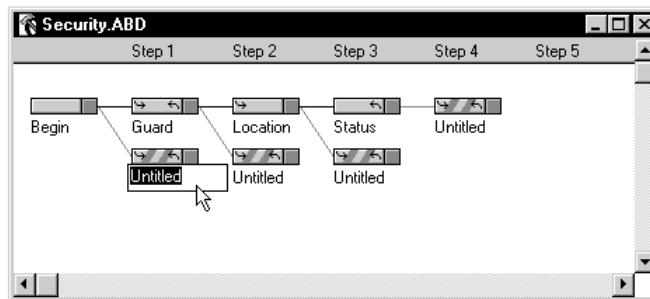 Security.ABD
Step 1 Step 2 Step 3 Step 4 Step 5
Begin Guard Location Status Untitled
Untitled Untitled Untitled